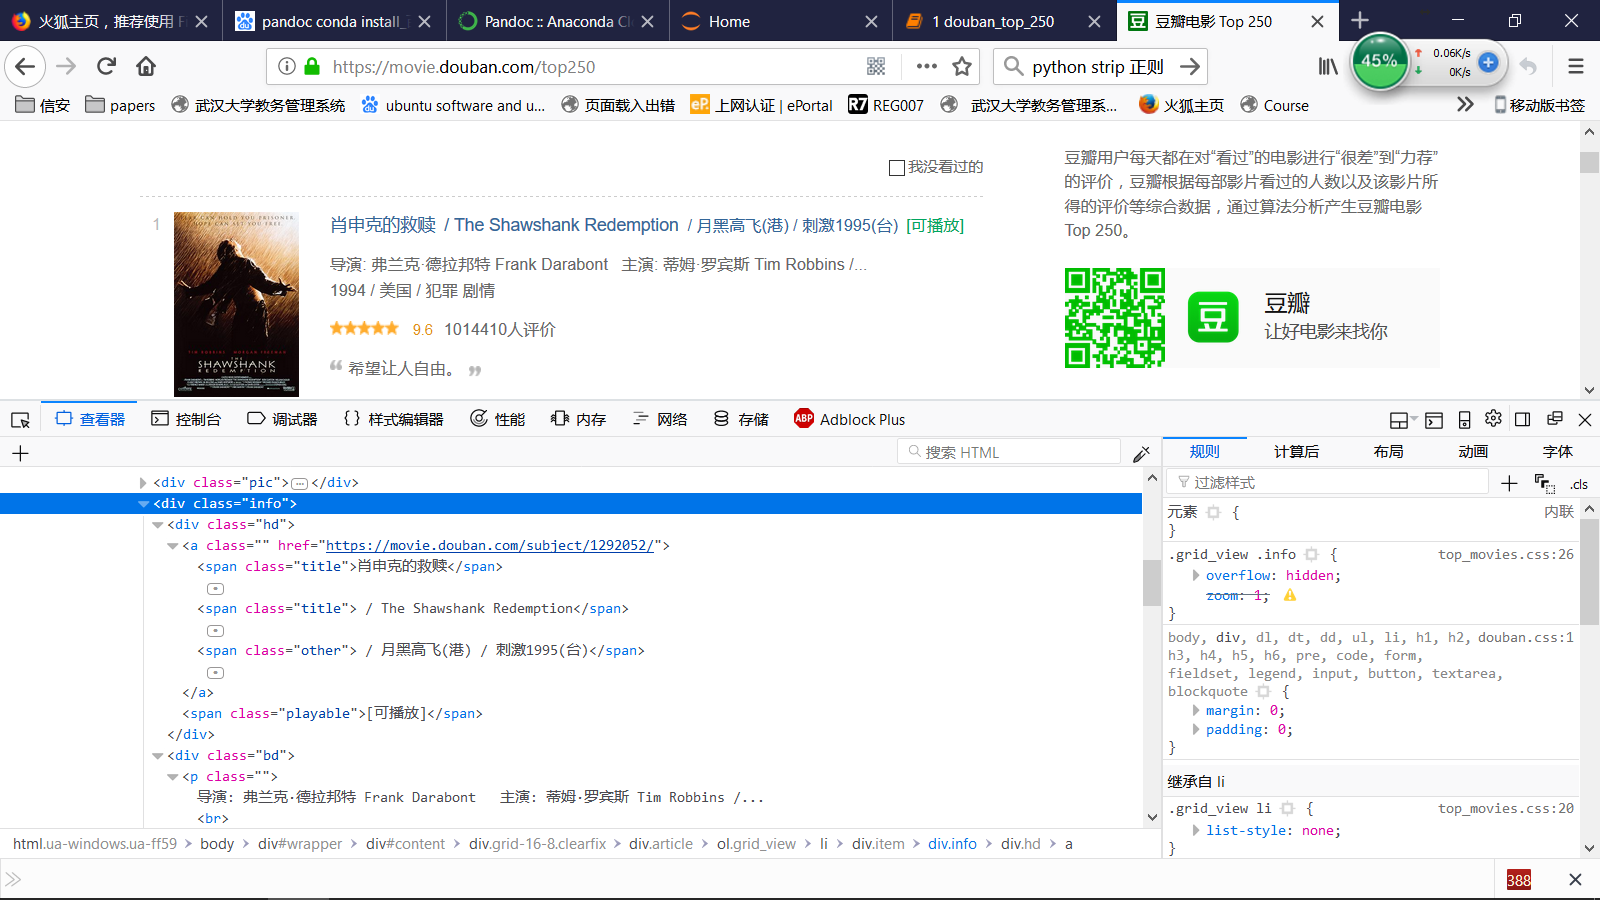 火狐主页，推荐使用 F
pandoc conda install_
Pandoc :: Anaconda Cl
Home
1 douban_top_250
豆瓣电影 Top 250
https://movie.douban.com/top250
python strip 正则
45%
0.06K/s
0K/s
信安
papers
武汉大学教务管理系统
ubuntu software and u...
页面载入出错
上网认证 | ePortal
REG007
武汉大学教务管理系...
火狐主页
Course
移动版书签
我没看过的
豆瓣用户每天都在对“看过”的电影进行“很差”到“力荐”
的评价，豆瓣根据每部影片看过的人数以及该影片所
得的评价等综合数据，通过算法分析产生豆瓣电影
Top 250。
1
肖申克的救赎 / The Shawshank Redemption / 月黑高飞(港) / 刺激1995(台) [可播放]
导演: 弗兰克·德拉邦特 Frank Darabont 主演: 蒂姆·罗宾斯 Tim Robbins /...
1994 / 美国 / 犯罪 剧情
9.6 1014410人评价
“ 希望让人自由。 ”
THE
SHAWSHANK
REDEMPTION
豆
豆瓣
让好电影来找你
查看器
控制台
调试器
样式编辑器
性能
内存
网络
存储
ABP Adblock Plus
搜索 HTML
规则
计算后
布局
动画
字体
过滤样式
.cls
<div class="pic"></div>
<div class="info">
<div class="hd">
<a class="" href="https://movie.douban.com/subject/1292052/">
<span class="title">肖申克的救赎</span>
<span class="title"> / The Shawshank Redemption</span>
<span class="other"> / 月黑高飞(港) / 刺激1995(台)</span>
</a>
<span class="playable">[可播放]</span>
</div>
<div class="bd">
<p class="">
导演: 弗兰克·德拉邦特 Frank Darabont 主演: 蒂姆·罗宾斯 Tim Robbins /...
<br>
元素 {
内联
}
.grid_view .info {
top_movies.css:26
overflow: hidden;
zoom: 1;
}
body, div, dl, dt, dd, ul, li, h1, h2, douban.css:1
h3, h4, h5, h6, pre, code, form,
fieldset, legend, input, button, textarea,
blockquote {
margin: 0;
padding: 0;
}
继承自 li
.grid_view li {
top_movies.css:20
list-style: none;
}
html.ua-windows.ua-ff59 > body > div#wrapper > div#content > div.grid-16-8.clearfix > div.article > ol.grid_view > li > div.item > div.info > div.hd > a
388